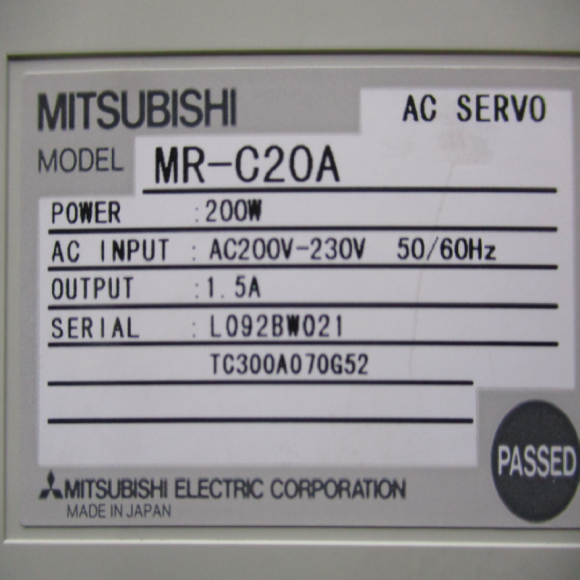 MITSUBISHI AC SERVO
MODEL MR-C20A
POWER : 200W
AC INPUT : AC200V-230V 50/60Hz
OUTPUT : 1.5A
SERIAL : L092BW021
TC300A070G52
PASSED
MITSUBISHI ELECTRIC CORPORATION
MADE IN JAPAN